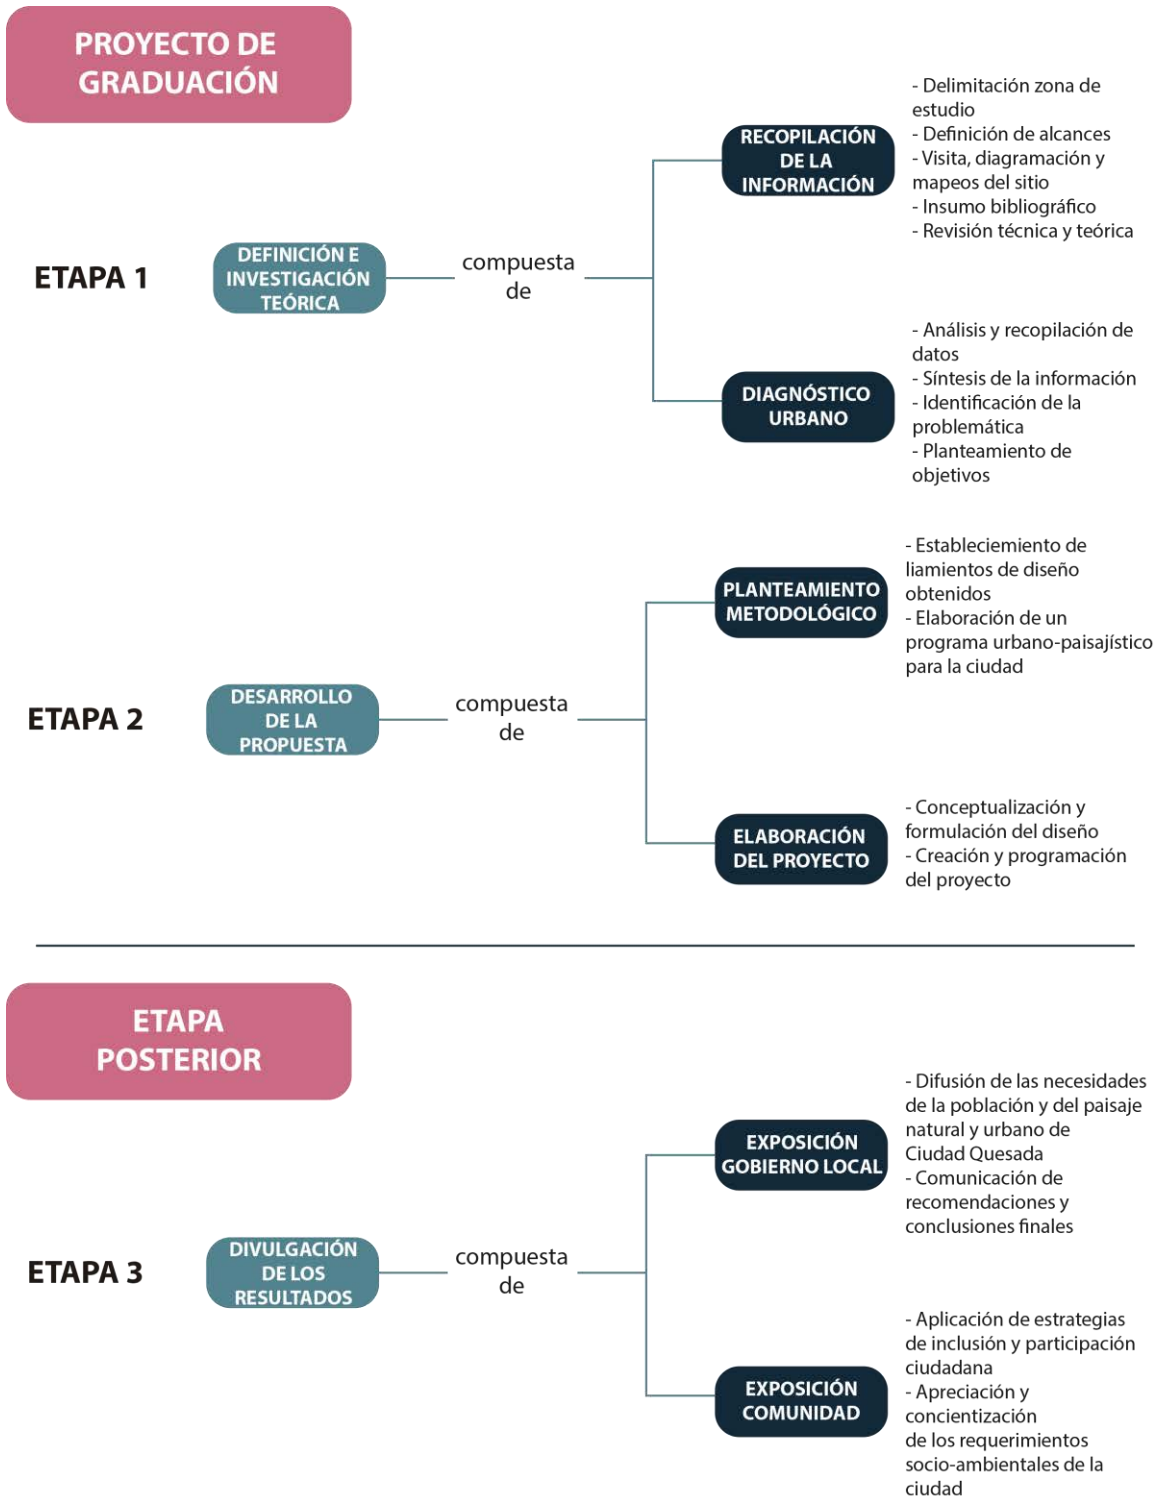 PROYECTO DE
GRADUACIÓN
ETAPA 1
DEFINICIÓN E
INVESTIGACIÓN
TEÓRICA
compuesta
de
RECOPILACIÓN
DE LA
INFORMACIÓN
- Delimitación zona de
estudio
- Definición de alcances
- Visita, diagramación y
mapeos del sitio
- Insumo bibliográfico
- Revisión técnica y teórica
DIAGNÓSTICO
URBANO
- Análisis y recopilación de
datos
- Síntesis de la información
- Identificación de la
problemática
- Planteamiento de
objetivos
ETAPA 2
DESARROLLO
DE LA
PROPUESTA
compuesta
de
PLANTEAMIENTO
METODOLÓGICO
- Estableciemiento de
liamientos de diseño
obtenidos
- Elaboración de un
programa urbano-paisajístico
para la ciudad
ELABORACIÓN
DEL PROYECTO
- Conceptualización y
formulación del diseño
- Creación y programación
del proyecto
ETAPA
POSTERIOR
ETAPA 3
DIVULGACIÓN
DE LOS
RESULTADOS
compuesta
de
EXPOSICIÓN
GOBIERNO LOCAL
- Difusión de las necesidades
de la población y del paisaje
natural y urbano de
Ciudad Quesada
- Comunicación de
recomendaciones y
conclusiones finales
EXPOSICIÓN
COMUNIDAD
- Aplicación de estrategias
de inclusión y participación
ciudadana
- Apreciación y
concientización
de los requerimientos
socio-ambientales de la
ciudad